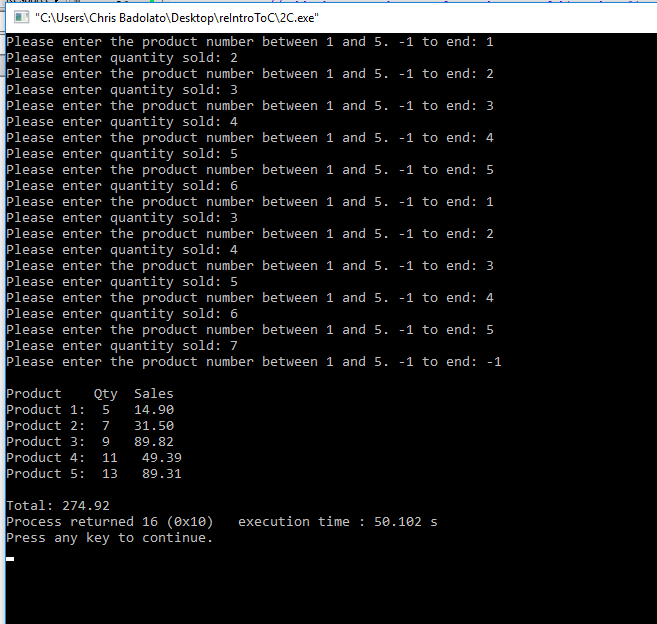 "C:\Users\Chris Badolato\Desktop\reIntroToC\2C.exe"
Please enter the product number between 1 and 5. -1 to end: 1
Please enter quantity sold: 2
Please enter the product number between 1 and 5. -1 to end: 2
Please enter quantity sold: 3
Please enter the product number between 1 and 5. -1 to end: 3
Please enter quantity sold: 4
Please enter the product number between 1 and 5. -1 to end: 4
Please enter quantity sold: 5
Please enter the product number between 1 and 5. -1 to end: 5
Please enter quantity sold: 6
Please enter the product number between 1 and 5. -1 to end: 1
Please enter quantity sold: 3
Please enter the product number between 1 and 5. -1 to end: 2
Please enter quantity sold: 4
Please enter the product number between 1 and 5. -1 to end: 3
Please enter quantity sold: 5
Please enter the product number between 1 and 5. -1 to end: 4
Please enter quantity sold: 6
Please enter the product number between 1 and 5. -1 to end: 5
Please enter quantity sold: 7
Please enter the product number between 1 and 5. -1 to end: -1
Product    Qty  Sales
Product 1:  5   14.90
Product 2:  7   31.50
Product 3:  9   89.82
Product 4:  11   49.39
Product 5:  13   89.31
Total: 274.92
Process returned 16 (0x10)   execution time : 50.102 s
Press any key to continue.